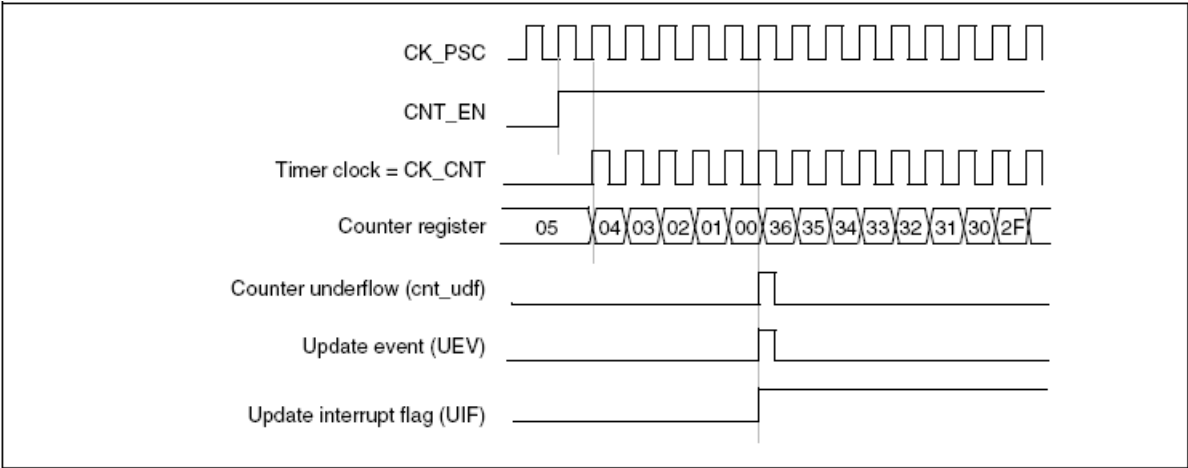 CK_PSC
CNT_EN
Timer clock = CK_CNT
Counter register 05 04 03 02 01 00 36 35 34 33 32 31 30 2F
Counter underflow (cnt_udf)
Update event (UEV)
Update interrupt flag (UIF)